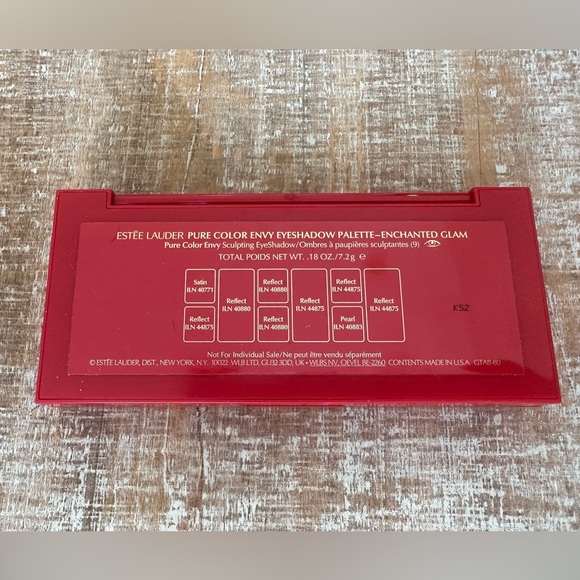 ESTÉE LAUDER PURE COLOR ENVY EYESHADOW PALETTE–ENCHANTED GLAM
Pure Color Envy Sculpting EyeShadow/Ombres à paupières sculptantes (9)
TOTAL POIDS NET WT. .18 OZ./7.2g ℮
Satin
ILN 40771
Reflect
ILN 44875
Reflect
ILN 40880
Reflect
ILN 40880
Reflect
ILN 40880
Reflect
ILN 44875
Reflect
ILN 44875
Pearl
ILN 40883
Reflect
ILN 44875
K52
Not For Individual Sale/Ne peut être vendu séparément
© ESTÉE LAUDER, DIST., NEW YORK, N.Y. 10022 WLB LTD, GU32 3DD, UK • WLBS NV, OEVEL BE-2260 CONTENTS MADE IN U.S.A.